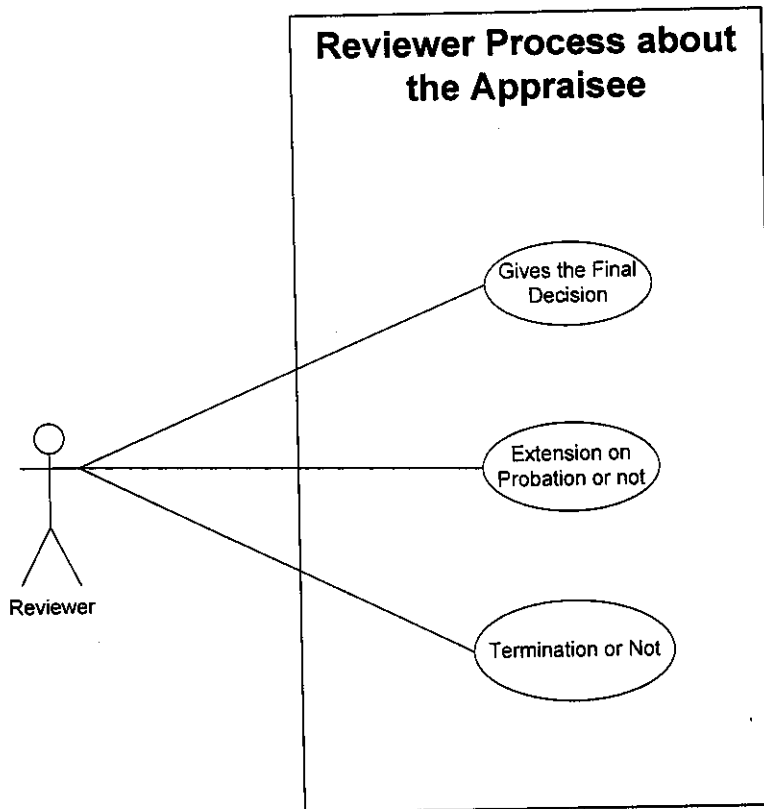 Reviewer Process about
the Appraisee
Gives the Final
Decision
Extension on
Probation or not
Reviewer
Termination or Not